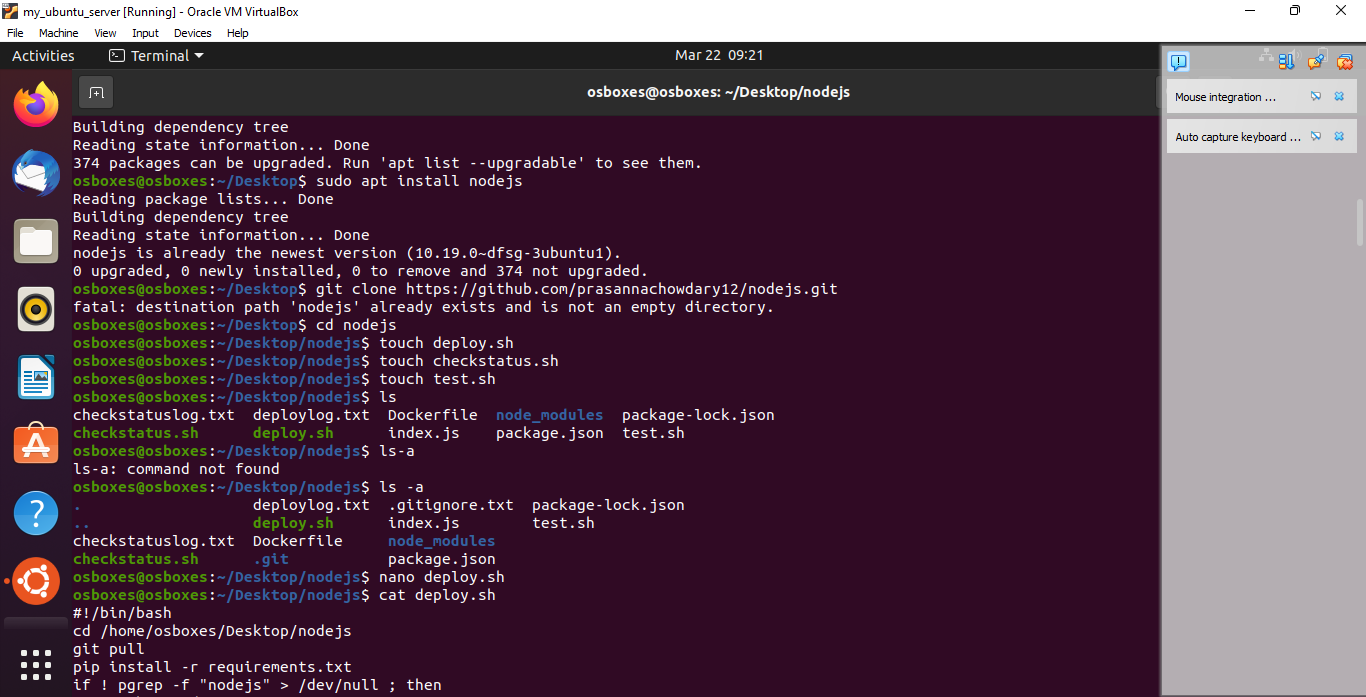 my_ubuntu_server [Running] - Oracle VM VirtualBox
File Machine View Input Devices Help
Activities Terminal Mar 22 09:21
osboxes@osboxes: ~/Desktop/nodejs
Mouse integration ...
Auto capture keyboard ...
Building dependency tree
Reading state information... Done
374 packages can be upgraded. Run 'apt list --upgradable' to see them.
osboxes@osboxes:~/Desktop$ sudo apt install nodejs
Reading package lists... Done
Building dependency tree
Reading state information... Done
nodejs is already the newest version (10.19.0~dfsg-3ubuntu1).
0 upgraded, 0 newly installed, 0 to remove and 374 not upgraded.
osboxes@osboxes:~/Desktop$ git clone https://github.com/prasannachowdary12/nodejs.git
fatal: destination path 'nodejs' already exists and is not an empty directory.
osboxes@osboxes:~/Desktop$ cd nodejs
osboxes@osboxes:~/Desktop/nodejs$ touch deploy.sh
osboxes@osboxes:~/Desktop/nodejs$ touch checkstatus.sh
osboxes@osboxes:~/Desktop/nodejs$ touch test.sh
osboxes@osboxes:~/Desktop/nodejs$ ls
checkstatuslog.txt deploylog.txt Dockerfile node_modules package-lock.json
checkstatus.sh deploy.sh index.js package.json test.sh
osboxes@osboxes:~/Desktop/nodejs$ ls-a
ls-a: command not found
osboxes@osboxes:~/Desktop/nodejs$ ls -a
. deploylog.txt .gitignore.txt package-lock.json
.. deploy.sh index.js test.sh
checkstatuslog.txt Dockerfile node_modules
checkstatus.sh .git package.json
osboxes@osboxes:~/Desktop/nodejs$ nano deploy.sh
osboxes@osboxes:~/Desktop/nodejs$ cat deploy.sh
#!/bin/bash
cd /home/osboxes/Desktop/nodejs
git pull
pip install -r requirements.txt
if ! pgrep -f "nodejs" > /dev/null ; then